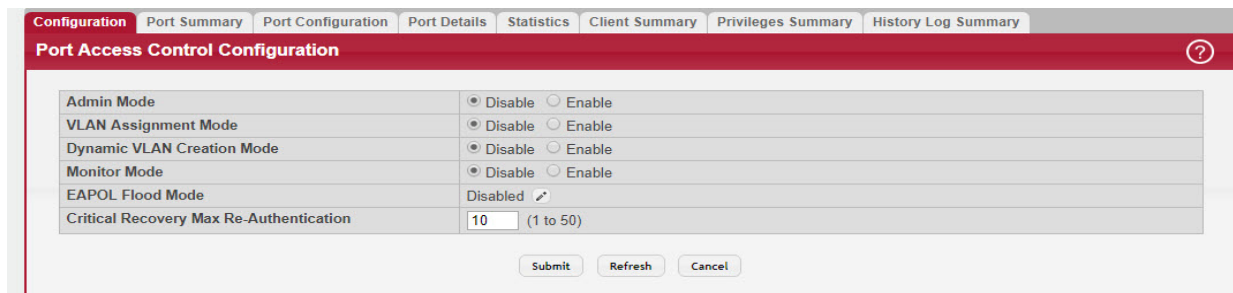 Configuration Port Summary Port Configuration Port Details Statistics Client Summary Privileges Summary History Log Summary
Port Access Control Configuration ?
Admin Mode Disable Enable
VLAN Assignment Mode Disable Enable
Dynamic VLAN Creation Mode Disable Enable
Monitor Mode Disable Enable
EAPOL Flood Mode Disabled
Critical Recovery Max Re-Authentication 10 (1 to 50)
Submit Refresh Cancel